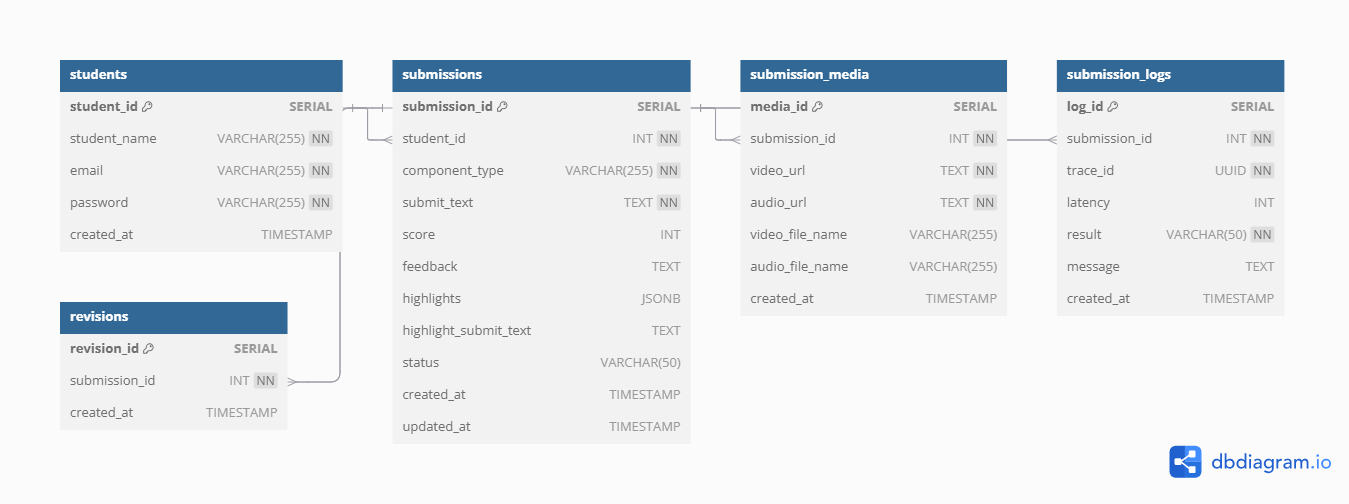 students
student_id SERIAL
student_name VARCHAR(255) NN
email VARCHAR(255) NN
password VARCHAR(255) NN
created_at TIMESTAMP
revisions
revision_id SERIAL
submission_id INT NN
created_at TIMESTAMP
submissions
submission_id SERIAL
student_id INT NN
component_type VARCHAR(255) NN
submit_text TEXT NN
score INT
feedback TEXT
highlights JSONB
highlight_submit_text TEXT
status VARCHAR(50)
created_at TIMESTAMP
updated_at TIMESTAMP
submission_media
media_id SERIAL
submission_id INT NN
video_url TEXT NN
audio_url TEXT NN
video_file_name VARCHAR(255)
audio_file_name VARCHAR(255)
created_at TIMESTAMP
submission_logs
log_id SERIAL
submission_id INT NN
trace_id UUID NN
latency INT
result VARCHAR(50) NN
message TEXT
created_at TIMESTAMP
dbdiagram.io